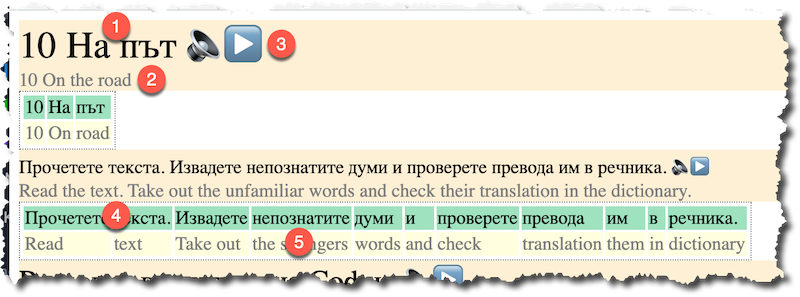 10 На път
10 On the road
10 На път
10 On road
Прочетете текста. Извадете непознатите думи и проверете превода им в речника.
Read the text. Take out the unfamiliar words and check their translation in the dictionary.
Прочетете текста. Извадете непознатите думи и проверете превода им в речника.
Read text Take out the words and check translation them in dictionary
1
2
3
4
5